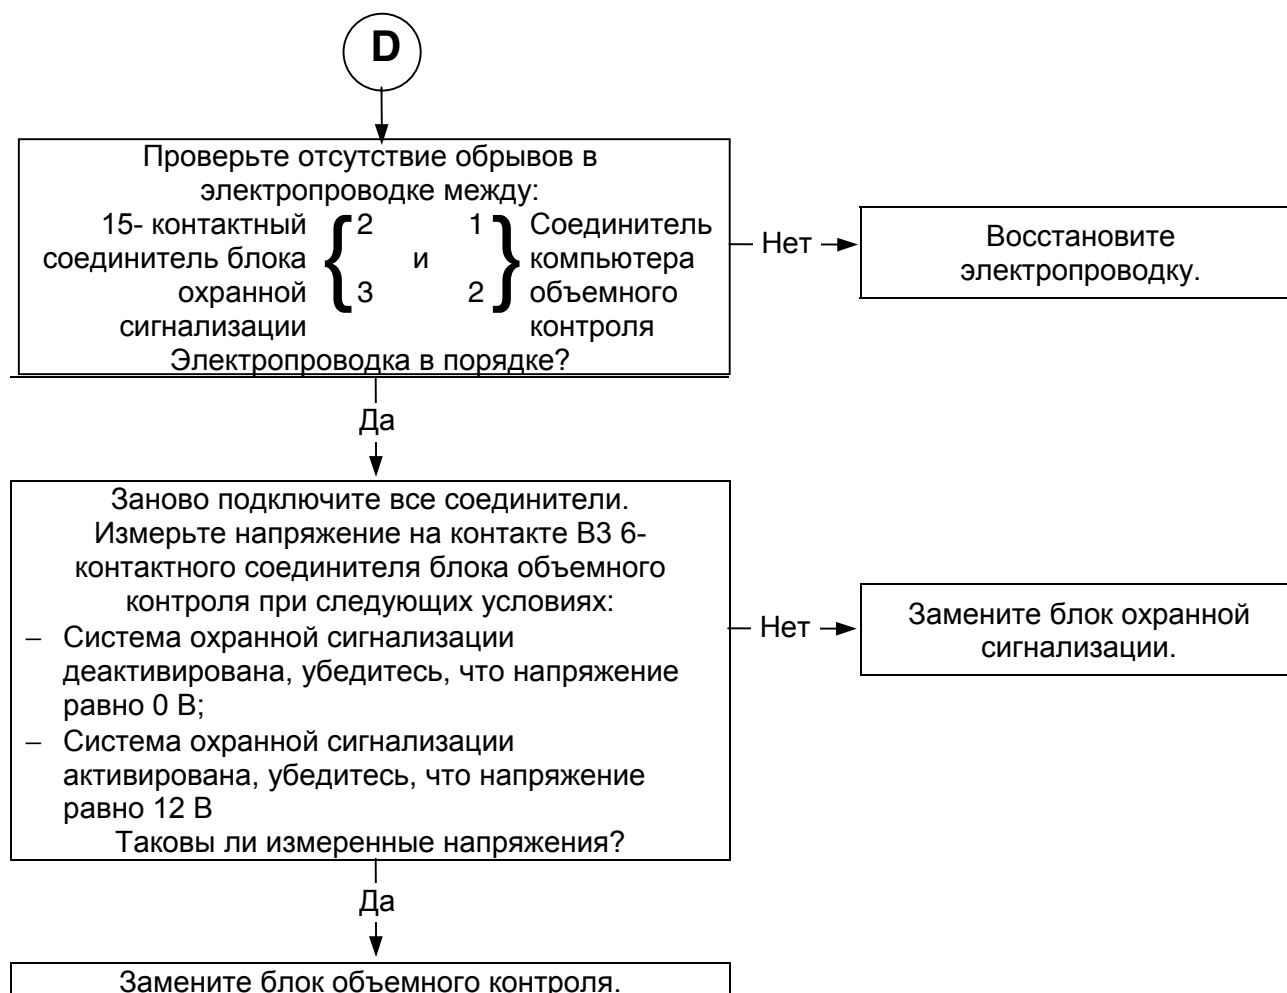 D
Проверьте отсутствие обрывов в
электропроводке между:
15- контактный { 2 1 } Соединитель
соединитель блока и компьютера
охранной 3 2 объемного
сигнализации контроля
Электропроводка в порядке?
Нет
Восстановите
электропроводку.
Да
Заново подключите все соединители.
Измерьте напряжение на контакте В3 6-
контактного соединителя блока объемного
контроля при следующих условиях:
– Система охранной сигнализации
деактивирована, убедитесь, что напряжение
равно 0 В;
– Система охранной сигнализации
активирована, убедитесь, что напряжение
равно 12 В
Таковы ли измеренные напряжения?
Нет
Замените блок охранной
сигнализации.
Да
Замените блок объемного контроля.